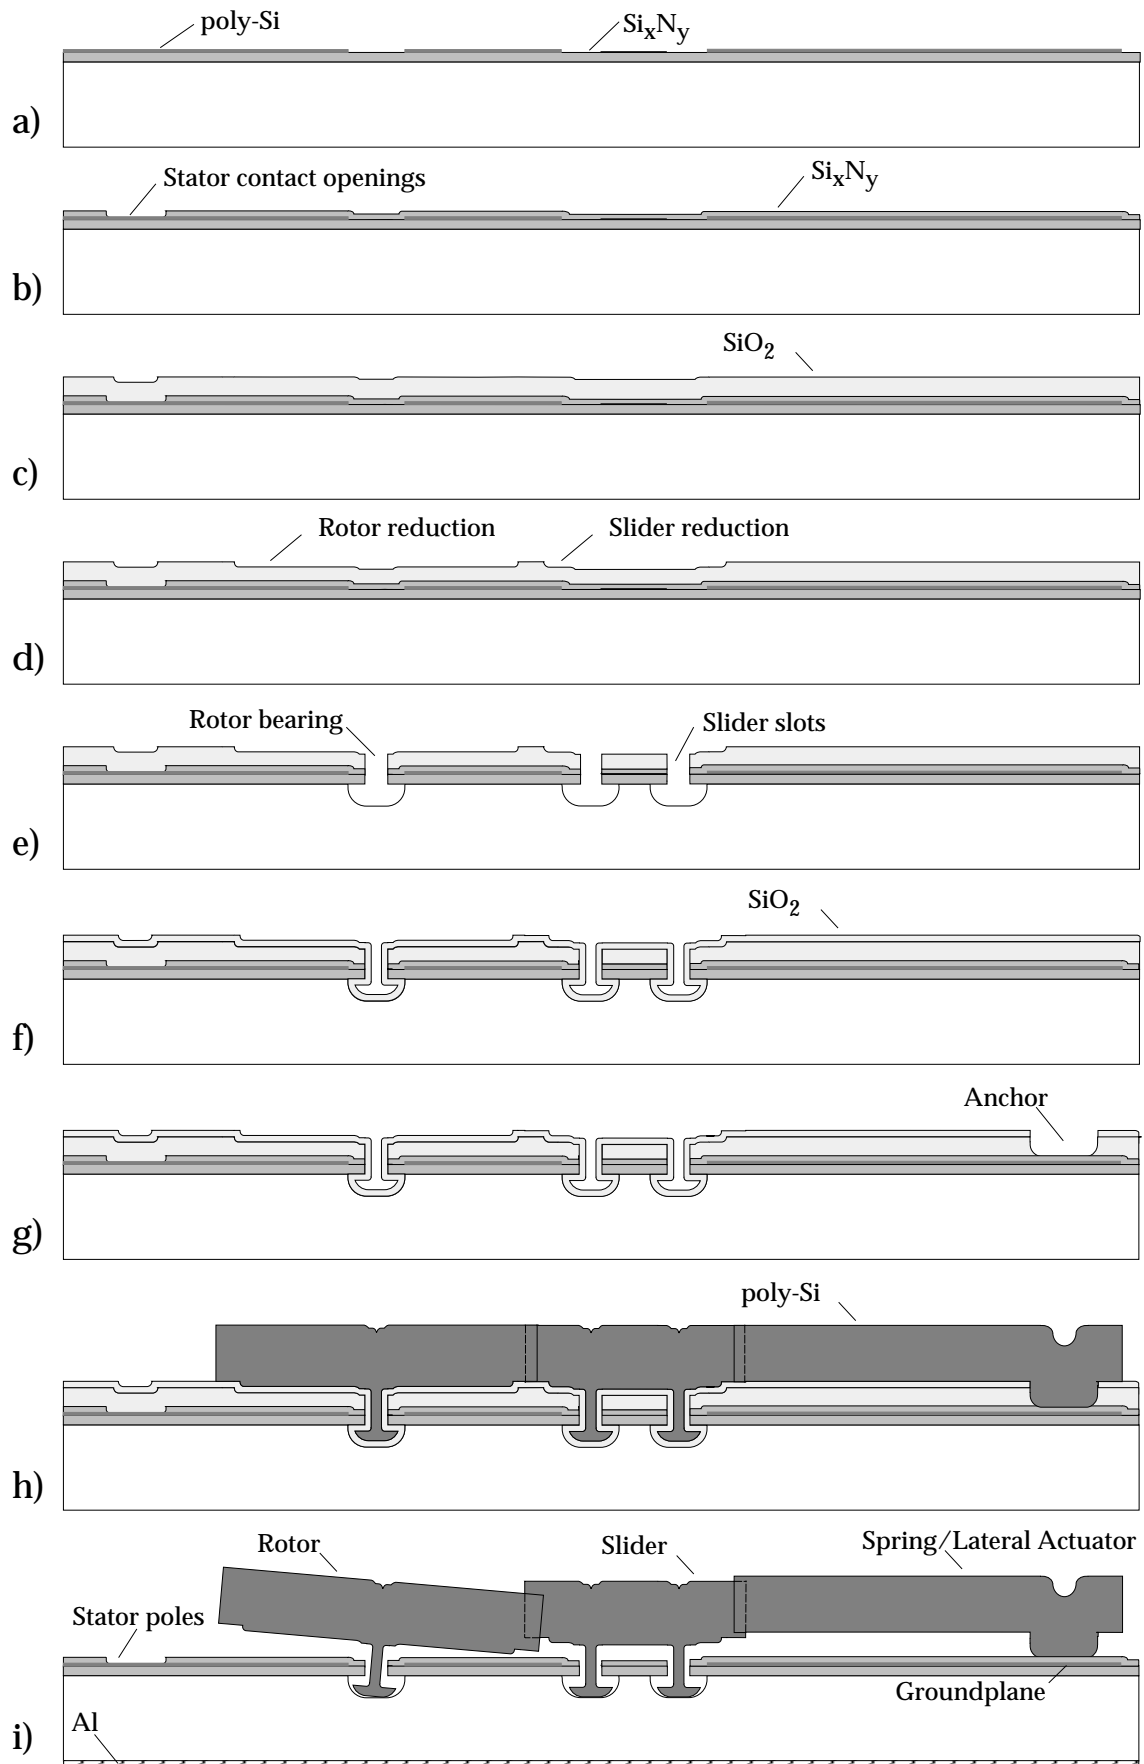 poly-Si
SixNy
a)
Stator contact openings
SixNy
b)
SiO2
c)
Rotor reduction
Slider reduction
d)
Rotor bearing
Slider slots
e)
SiO2
f)
Anchor
g)
poly-Si
h)
Rotor
Slider
Spring/Lateral Actuator
Stator poles
Groundplane
Al
i)